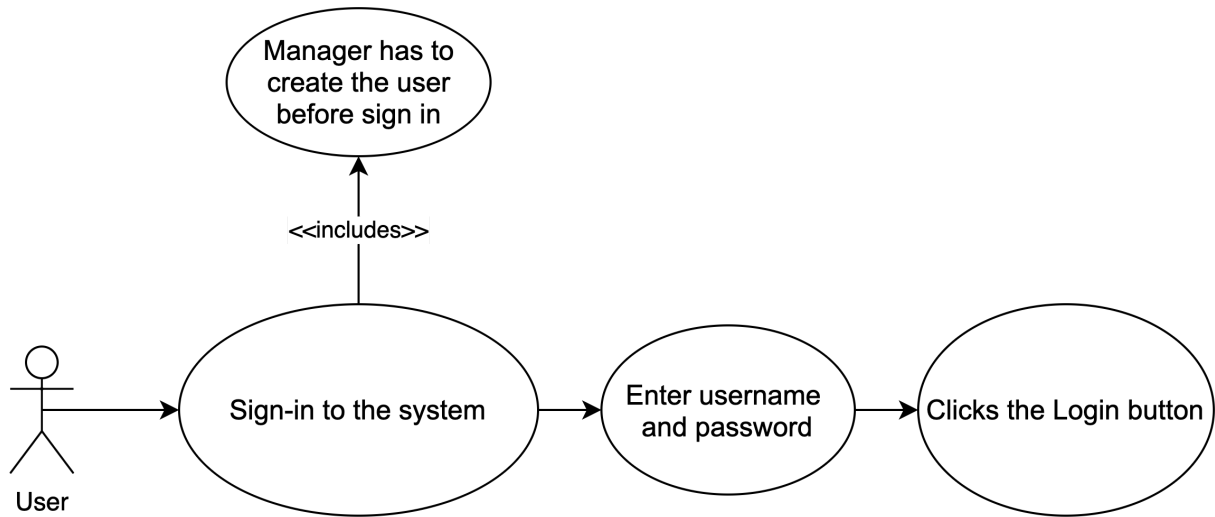 Manager has to
create the user
before sign in
<<includes>>
Sign-in to the system
Enter username
and password
Clicks the Login button
User